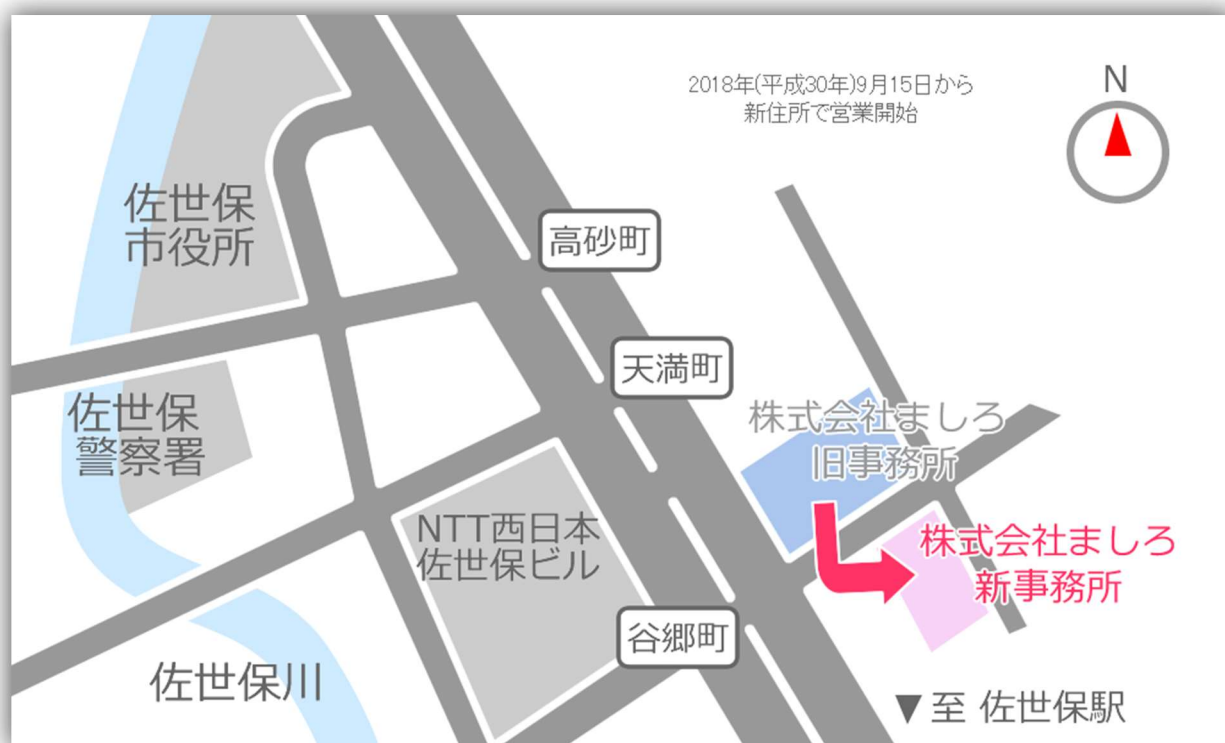 2018年(平成30年)9月15日から
新住所で営業開始
N
佐世保
市役所
高砂町
天満町
佐世保
警察署
株式会社ましろ
旧事務所
NTT西日本
佐世保ビル
株式会社ましろ
新事務所
谷郷町
佐世保川
▼至 佐世保駅